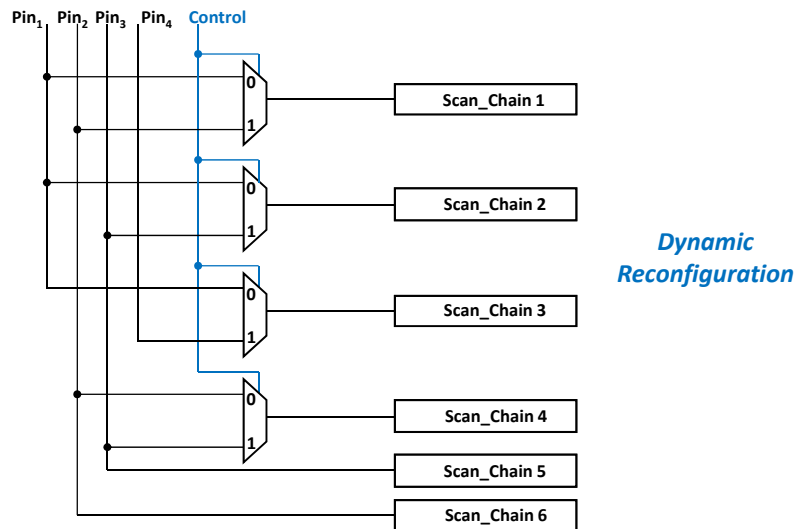 Pin1 Pin2 Pin3 Pin4 Control
0
Scan_Chain 1
1
0
Scan_Chain 2
1
Dynamic
Reconfiguration
0
Scan_Chain 3
1
0
Scan_Chain 4
1
Scan_Chain 5
Scan_Chain 6